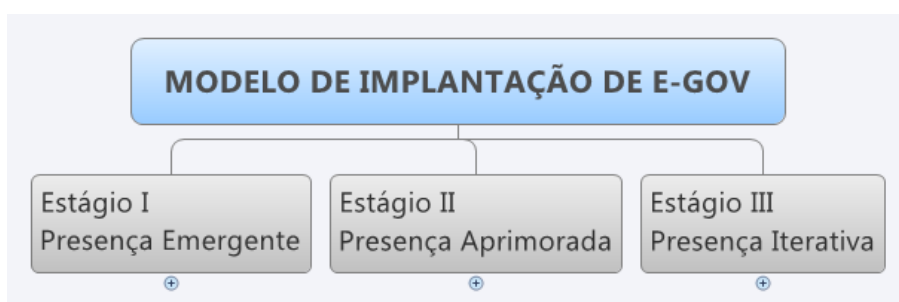 MODELO DE IMPLANTAÇÃO DE E-GOV
Estágio I
Presença Emergente
Estágio II
Presença Aprimorada
Estágio III
Presença Iterativa